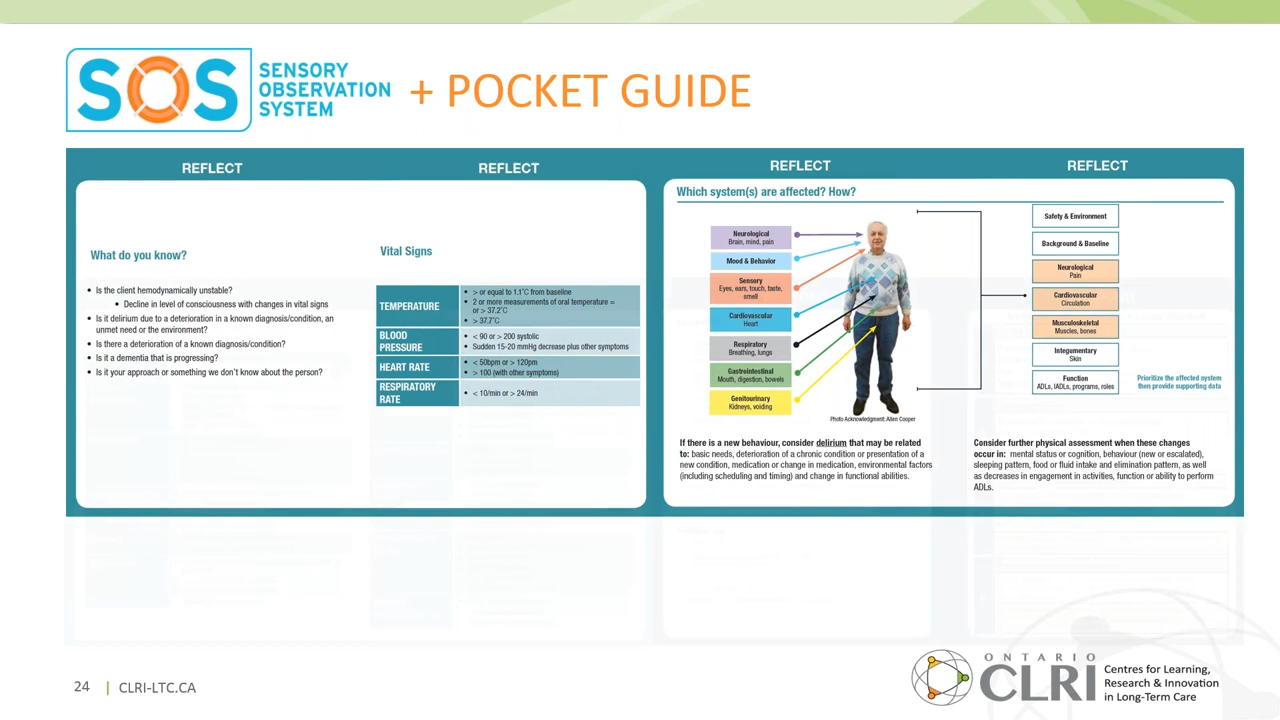 SOS SENSORY
OBSERVATION
SYSTEM
+ POCKET GUIDE
REFLECT
REFLECT
What do you know?
• Is the client hemodynamically unstable?
• Decline in level of consciousness with changes in vital signs
• Is it delirium due to a deterioration in a known diagnosis/condition, an
unmet need or the environment?
• Is there a deterioration of a known diagnosis/condition?
• Is it a dementia that is progressing?
• Is it your approach or something we don't know about the person?
Vital Signs
TEMPERATURE
• > or equal to 1.1˚C from baseline
• 2 or more measurements of oral temperature =
or > 37.2˚C
• > 37.7˚C
BLOOD
PRESSURE
• < 90 or > 200 systolic
• Sudden 15-20 mmHg decrease plus other symptoms
HEART RATE
• < 50bpm or > 120pm
• > 100 (with other symptoms)
RESPIRATORY
RATE
• < 10/min or > 24/min
REFLECT
REFLECT
Which system(s) are affected? How?
Neurological
Brain, mind, pain
Mood & Behavior
Sensory
Eyes, ears, touch, taste,
smell
Cardiovascular
Heart
Respiratory
Breathing, lungs
Gastrointestinal
Mouth, digestion, bowels
Genitourinary
Kidneys, voiding
Photo Acknowledgment: Allen Cooper
Safety & Environment
Background & Baseline
Neurological
Pain
Cardiovascular
Circulation
Musculoskeletal
Muscles, bones
Integumentary
Skin
Function
ADLs, IADLs, programs, roles
Prioritize the affected system
then provide supporting data
If there is a new behaviour, consider delirium that may be related
to: basic needs, deterioration of a chronic condition or presentation of a
new condition, medication or change in medication, environmental factors
(including scheduling and timing) and change in functional abilities.
Consider further physical assessment when these changes
occur in: mental status or cognition, behaviour (new or escalated),
sleeping pattern, food or fluid intake and elimination pattern, as well
as decreases in engagement in activities, function or ability to perform
ADLs.
24 | CLRI-LTC.CA
ONTARIO
CLRI
Centres for Learning,
Research & Innovation
in Long-Term Care